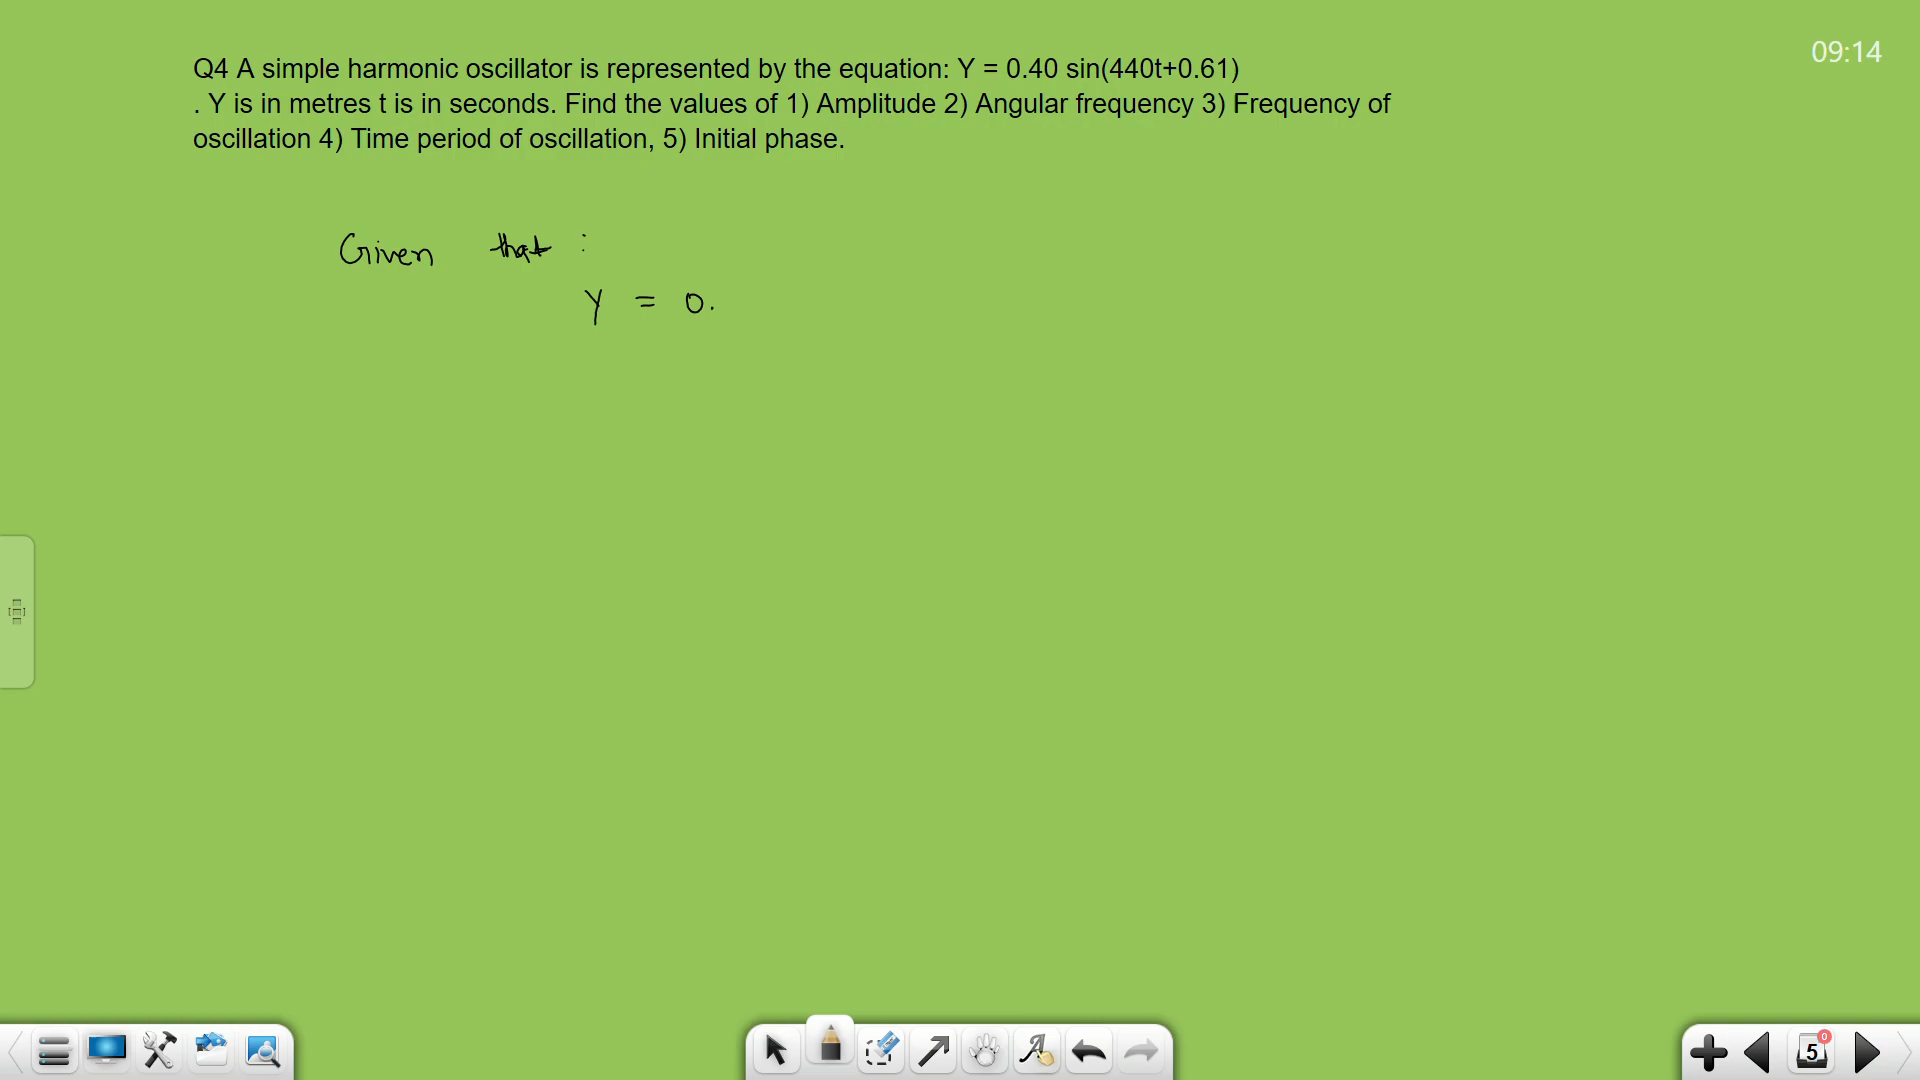 09:14
Q4 A simple harmonic oscillator is represented by the equation: Y = 0.40 sin(440t+0.61)
. Y is in metres t is in seconds. Find the values of 1) Amplitude 2) Angular frequency 3) Frequency of
oscillation 4) Time period of oscillation, 5) Initial phase.
Given that :
Y = 0.
5
0